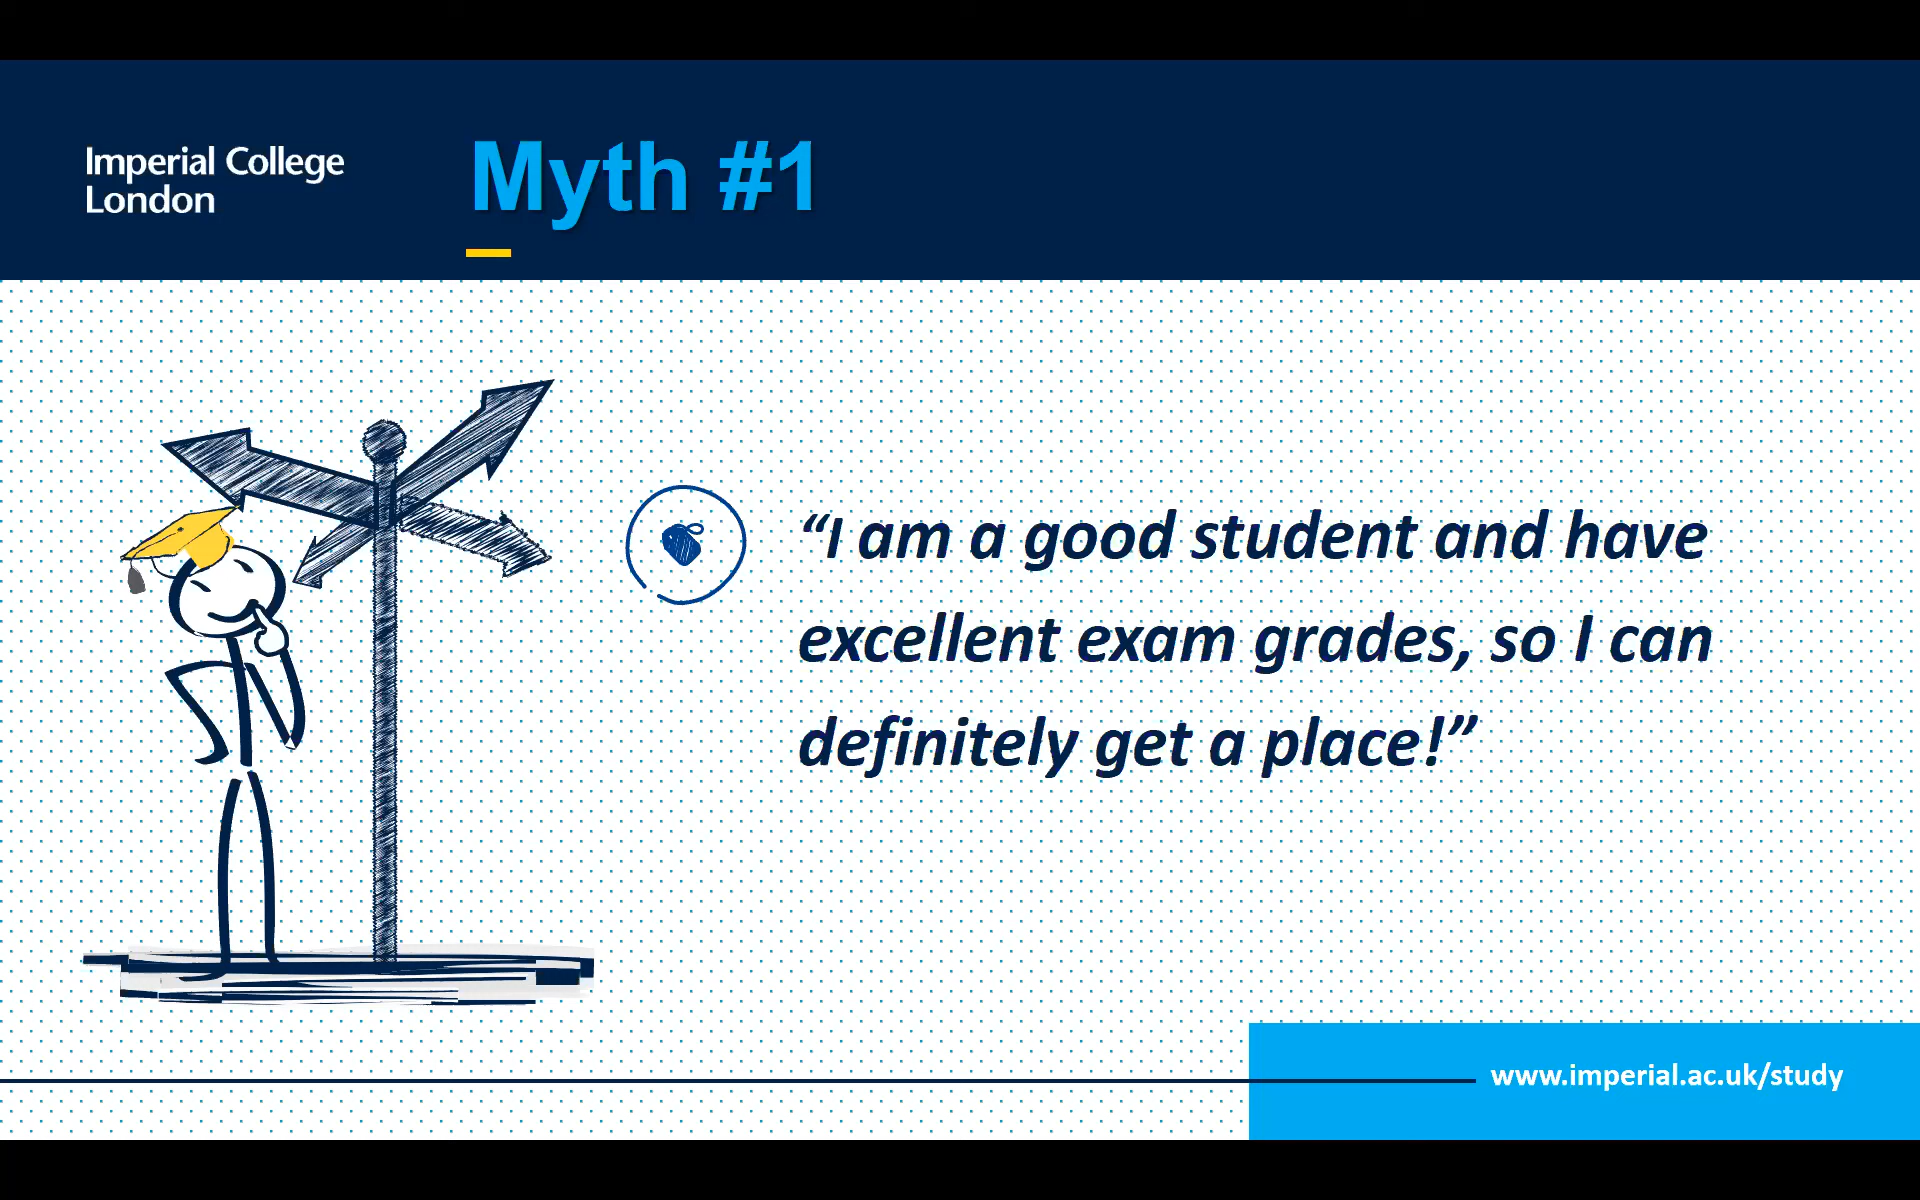 Imperial College
London
Myth #1
“I am a good student and have
excellent exam grades, so I can
definitely get a place!”
www.imperial.ac.uk/study